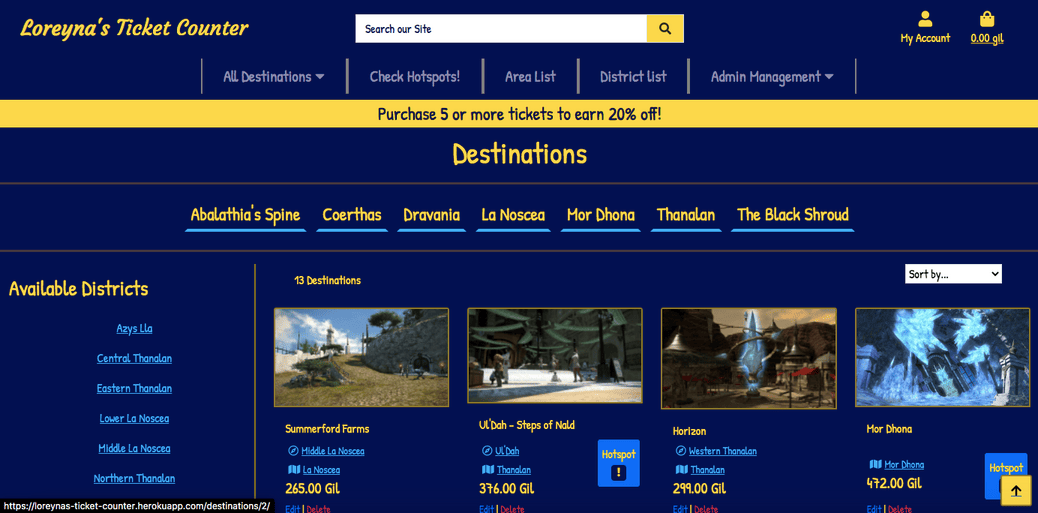 Loreyna's Ticket Counter
Search our Site
My Account
0.00 gil
All Destinations
Check Hotspots!
Area List
District list
Admin Management
Purchase 5 or more tickets to earn 20% off!
Destinations
Abalathia's Spine
Coerthas
Dravania
La Noscea
Mor Dhona
Thanalan
The Black Shroud
Available Districts
Azys Lla
Central Thanalan
Eastern Thanalan
Lower La Noscea
Middle La Noscea
Northern Thanalan
13 Destinations
Sort by...
Summerford Farms
Middle La Noscea
La Noscea
265.00 Gil
Edit | Delete
Ul'Dah - Steps of Nald
Ul'Dah
Thanalan
Hotspot
!
376.00 Gil
Edit | Delete
Horizon
Western Thanalan
Thanalan
299.00 Gil
Edit | Delete
Mor Dhona
Mor Dhona
Hotspot
472.00 Gil
Edit | Delete
https://loreynas-ticket-counter.herokuapp.com/destinations/2/